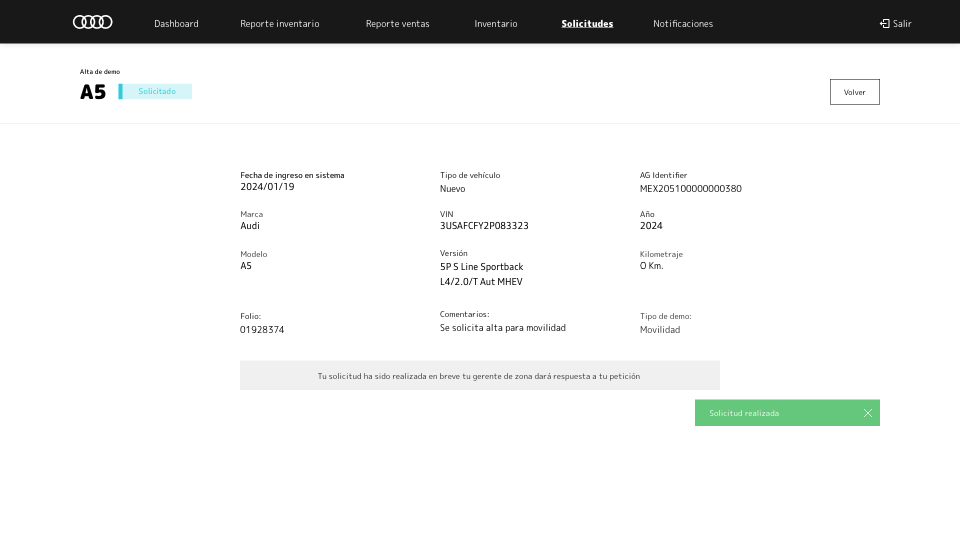 Dashboard
Reporte inventario
Reporte ventas
Inventario
Solicitudes
Notificaciones
Salir
Alta de demo
A5
Solicitado
Volver
Fecha de ingreso en sistema
2024/01/19
Tipo de vehículo
Nuevo
AG Identifier
MEX205100000000380
Marca
Audi
VIN
3USAFCFY2P083323
Año
2024
Modelo
A5
Versión
5P S Line Sportback
L4/2.0/T Aut MHEV
Kilometraje
0 Km.
Folio:
01928374
Comentarios:
Se solicita alta para movilidad
Tipo de demo:
Movilidad
Tu solicitud ha sido realizada en breve tu gerente de zona dará respuesta a tu petición
Solicitud realizada